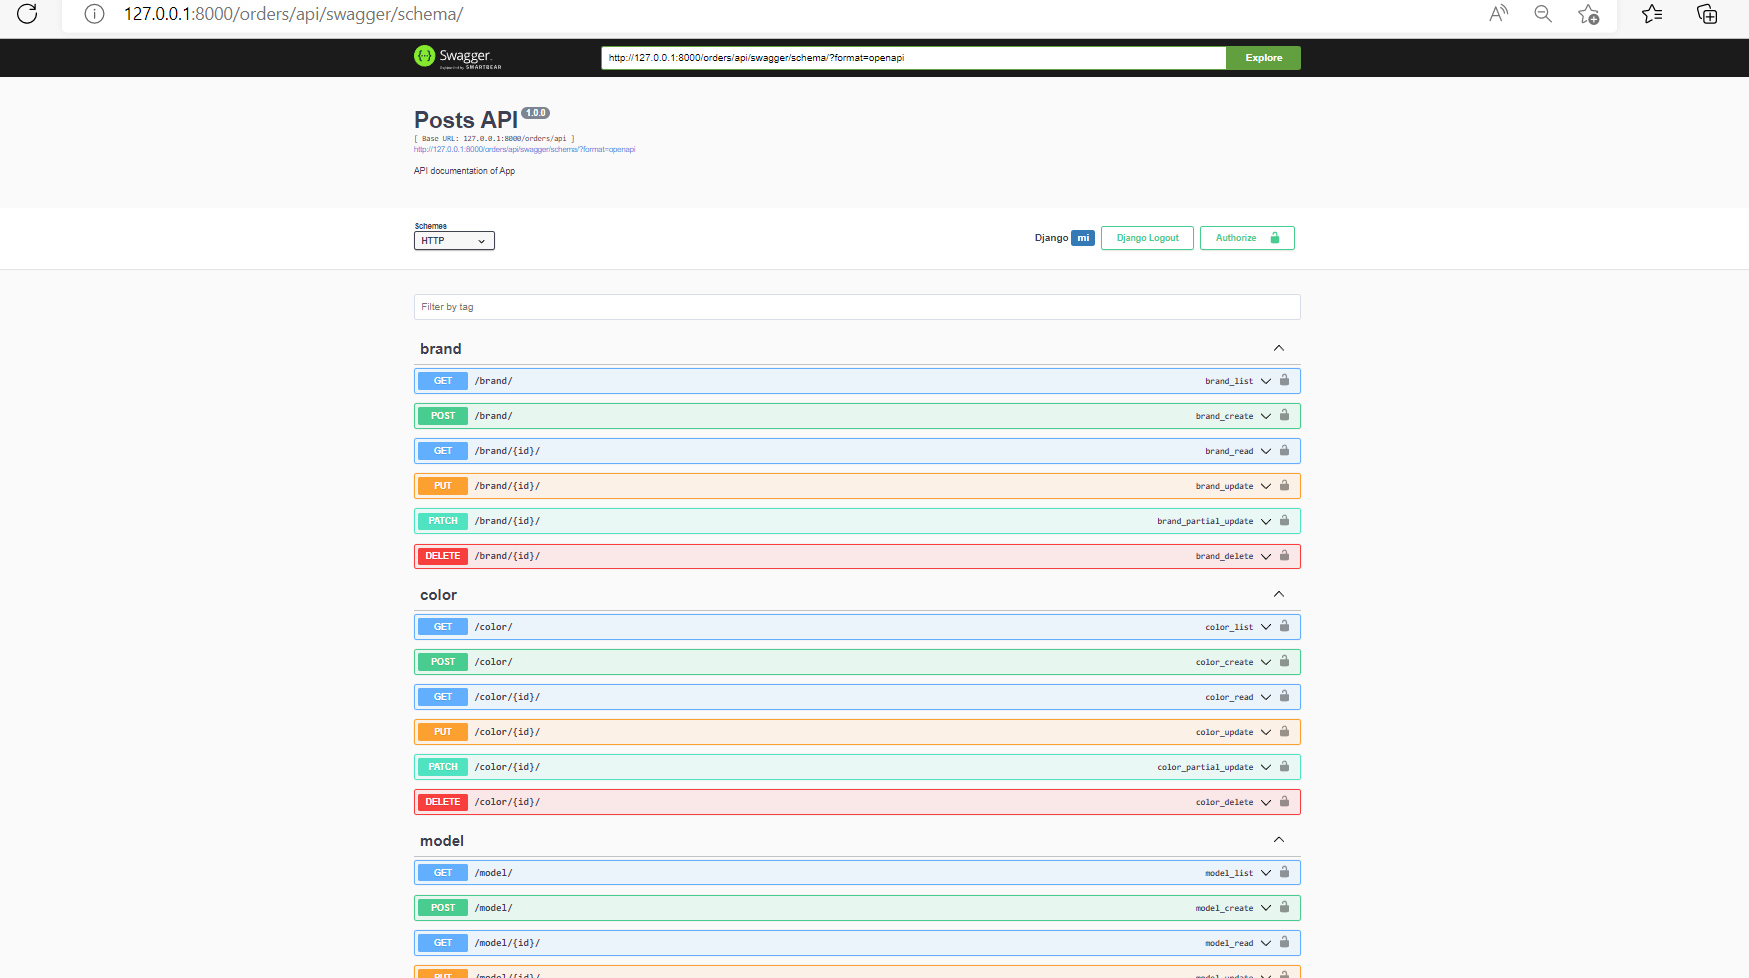 127.0.0.1:8000/orders/api/swagger/schema/
Swagger.
Supported by SMARTBEAR
http://127.0.0.1:8000/orders/api/swagger/schema/?format=openapi
Explore
Posts API 1.0.0
[ Base URL: 127.0.0.1:8000/orders/api ]
http://127.0.0.1:8000/orders/api/swagger/schema/?format=openapi
API documentation of App
Schemes
HTTP
Django mi Django Logout Authorize
Filter by tag
brand
GET /brand/ brand_list
POST /brand/ brand_create
GET /brand/{id}/ brand_read
PUT /brand/{id}/ brand_update
PATCH /brand/{id}/ brand_partial_update
DELETE /brand/{id}/ brand_delete
color
GET /color/ color_list
POST /color/ color_create
GET /color/{id}/ color_read
PUT /color/{id}/ color_update
PATCH /color/{id}/ color_partial_update
DELETE /color/{id}/ color_delete
model
GET /model/ model_list
POST /model/ model_create
GET /model/{id}/ model_read
PUT /model/{id}/ model_update